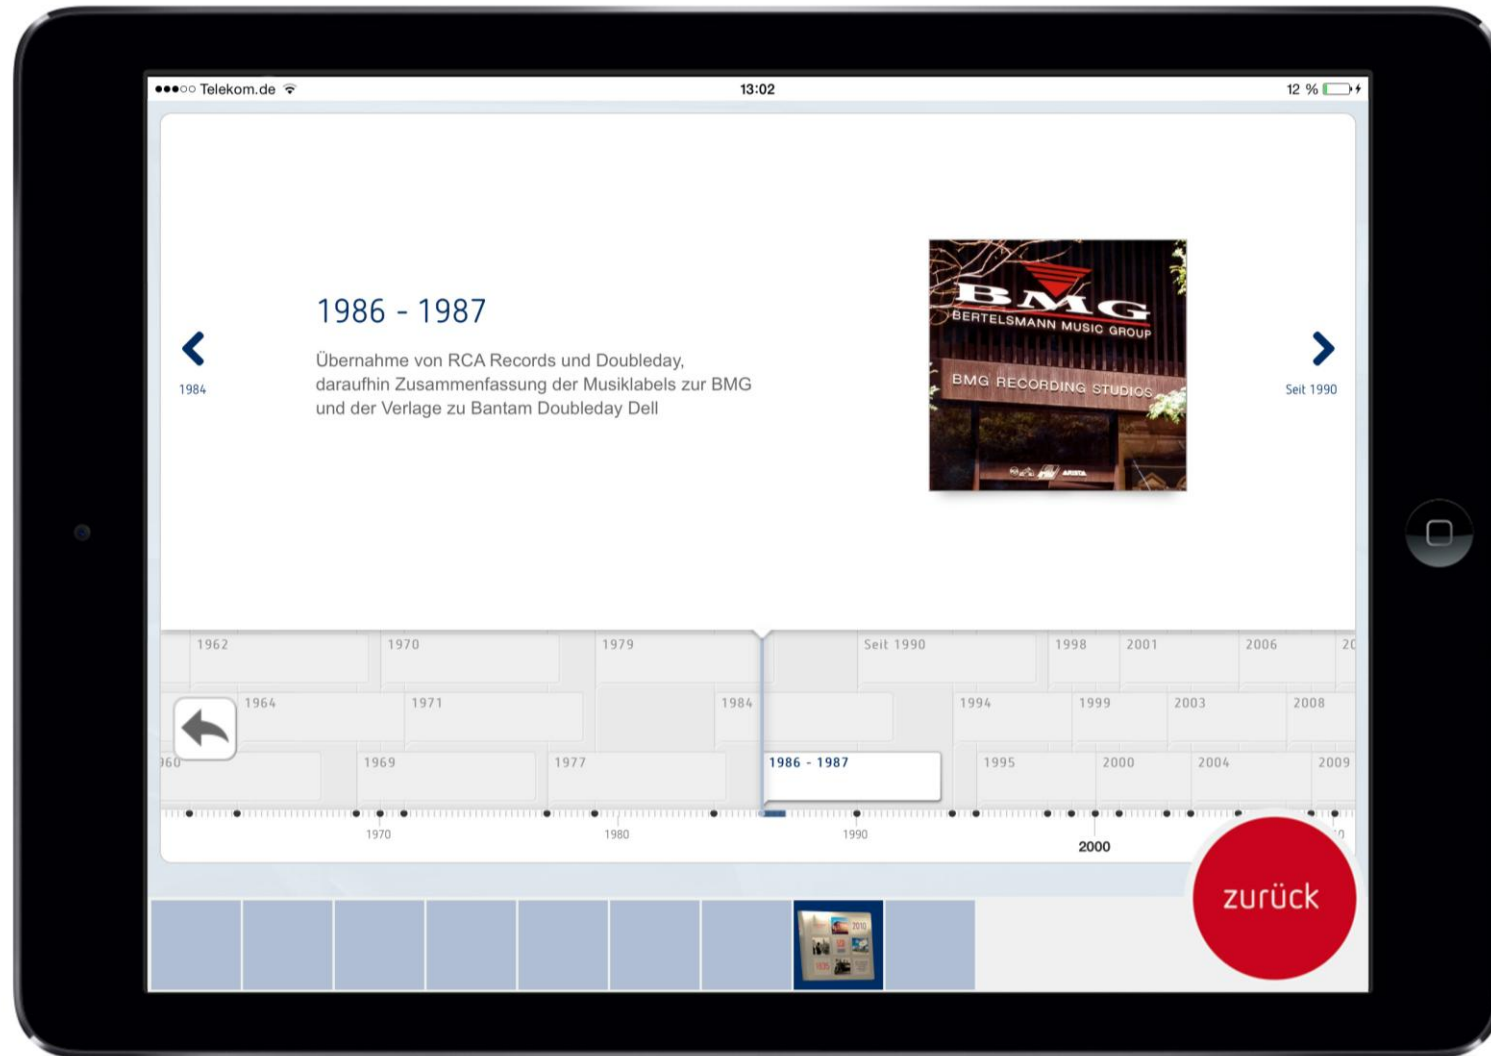 Telekom.de
13:02
12 %
1986 - 1987
Übernahme von RCA Records und Doubleday,
daraufhin Zusammenfassung der Musiklabels zur BMG
und der Verlage zu Bantam Doubleday Dell
1984
BMG
BERTELSMANN MUSIC GROUP
BMG RECORDING STUDIOS
ARISTA
Seit 1990
1962 1970 1979 Seit 1990 1998 2001 2006
1964 1971 1984 1994 1999 2003 2008
1969 1977 1986 - 1987 1995 2000 2004 2009
1970 1980 1990 2000
zurück
2010